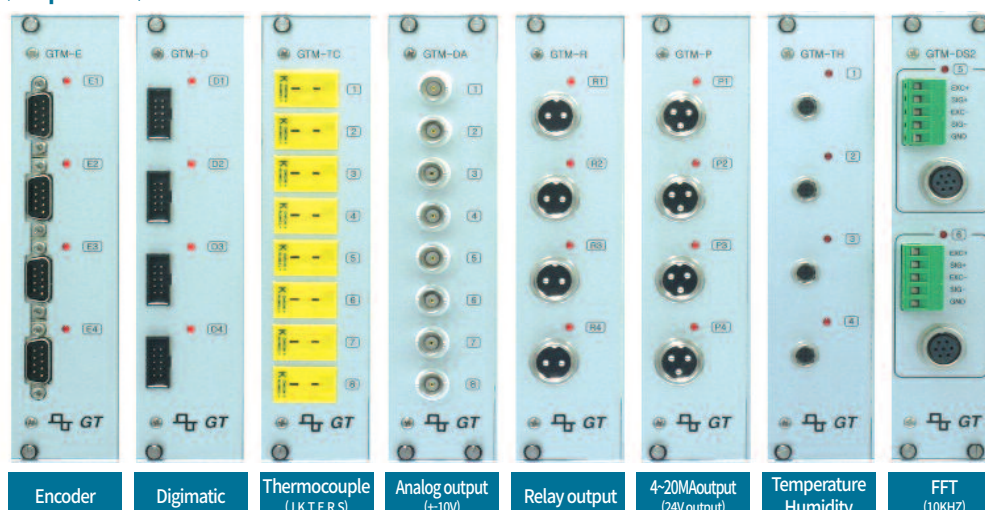 GTM-E
E1
E2
E3
E4
GT
Encoder
GTM-D
D1
D2
D3
D4
GT
Digimatic
GTM-TC
K
1
K
2
K
3
K
4
K
5
K
6
K
7
K
8
GT
Thermocouple
GTM-DA
1
2
3
4
5
6
7
8
GT
Analog output
(+-10V)
GTM-R
R1
R2
R3
R4
GT
Relay output
GTM-P
P1
P2
P3
P4
GT
4~20MAoutput
(24V output)
GTM-TH
1
2
3
4
GT
Temperature
Humidity
GTM-DS2
5
EXC+
SIG+
EXC-
SIG-
GND
6
EXC+
SIG+
EXC-
SIG-
GND
GT
FFT
(10KHZ)